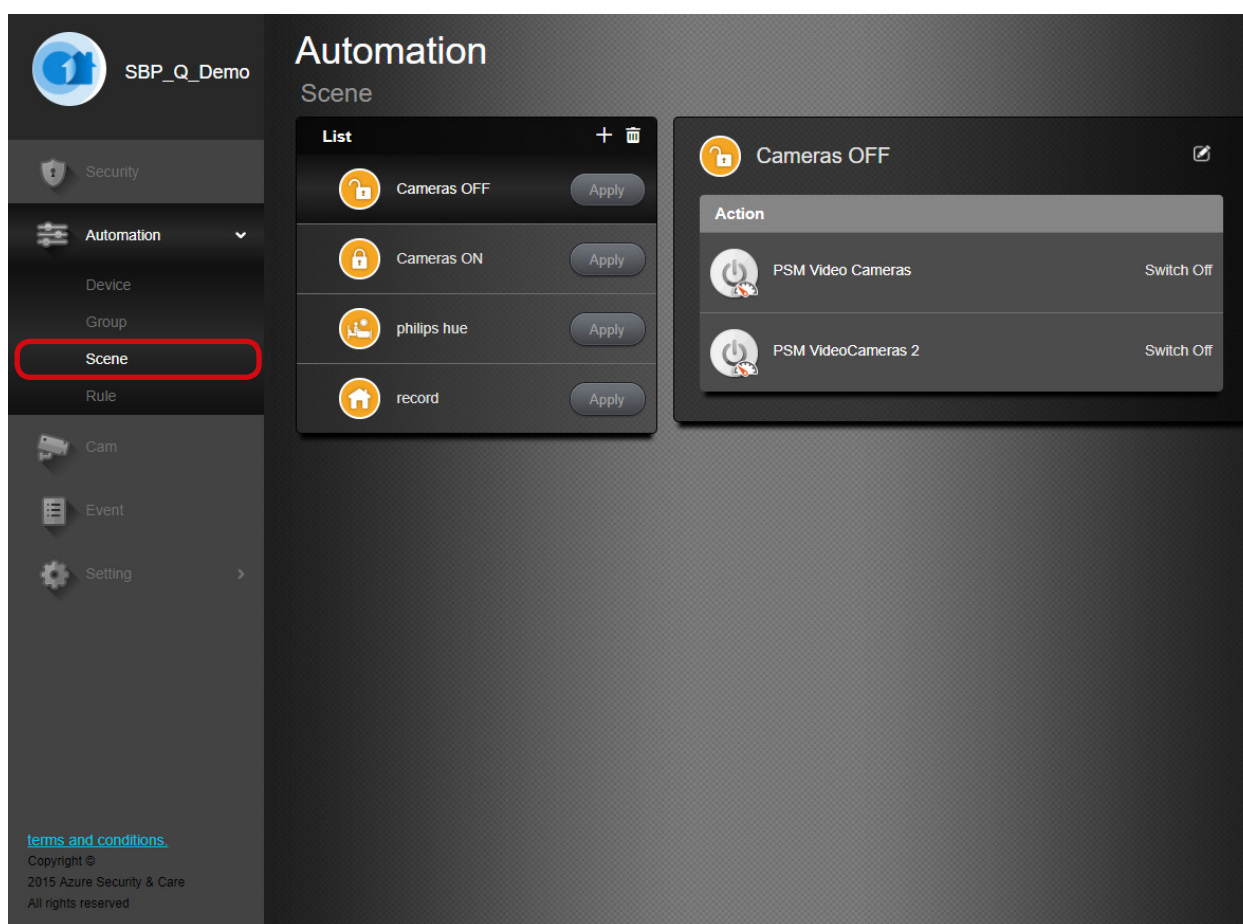 SBP_Q_Demo
Security
Automation
Device
Group
Scene
Rule
Cam
Event
Setting
terms and conditions.
Copyright ©
2015 Azure Security & Care
All rights reserved
Automation
Scene
List
Cameras OFF Apply
Cameras ON Apply
philips hue Apply
record Apply
Cameras OFF
Action
PSM Video Cameras Switch Off
PSM VideoCameras 2 Switch Off